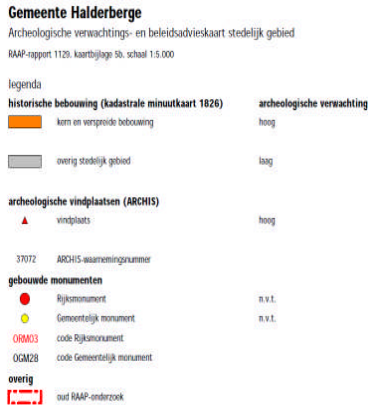 Gemeente Halderberge
Archeologische verwachtings- en beleidsadvieskaart stedelijk gebied
RAAP-rapport 1129. kaartbijlage 5b. schaal 1:5.000
legenda
historische bebouwing (kadastrale minuutkaart 1826) archeologische verwachting
kern en verspreide bebouwing hoog
overig stedelijk gebied laag
archeologische vindplaatsen (ARCHIS)
vindplaats hoog
37072 ARCHIS-waarnemingsnummer
gebouwde monumenten
Rijksmonument n.v.t.
Gemeentelijk monument n.v.t.
ORM03 code Rijksmonument
OGM28 code Gemeentelijk monument
overig
oud RAAP-onderzoek